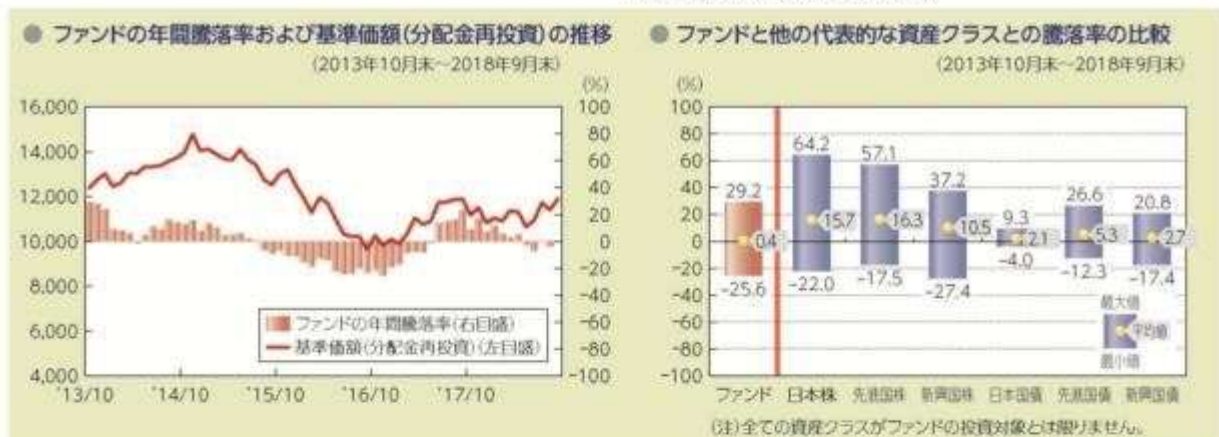 ● ファンドの年間騰落率および基準価額(分配金再投資)の推移
(2013年10月末～2018年9月末)
(%)
16,000
14,000
12,000
10,000
8,000
6,000
4,000
100
80
60
40
20
0
-20
-40
-60
-80
-100
ファンドの年間騰落率(右目盛)
基準価額(分配金再投資)(左目盛)
'13/10 '14/10 '15/10 '16/10 '17/10
● ファンドと他の代表的な資産クラスとの騰落率の比較
(2013年10月末～2018年9月末)
(%)
100
80
60
40
20
0
-20
-40
-60
-80
-100
29.2 64.2 57.1 37.2 9.3 26.6 20.8
0.4 15.7 16.3 10.5 2.1 5.3 2.7
-25.6 -22.0 -17.5 -27.4 -4.0 -12.3 -17.4
最大値
平均値
最小値
ファンド 日本株 先進国株 新興国株 日本国債 先進国債 新興国債
(注)全ての資産クラスがファンドの投資対象とは限りません。